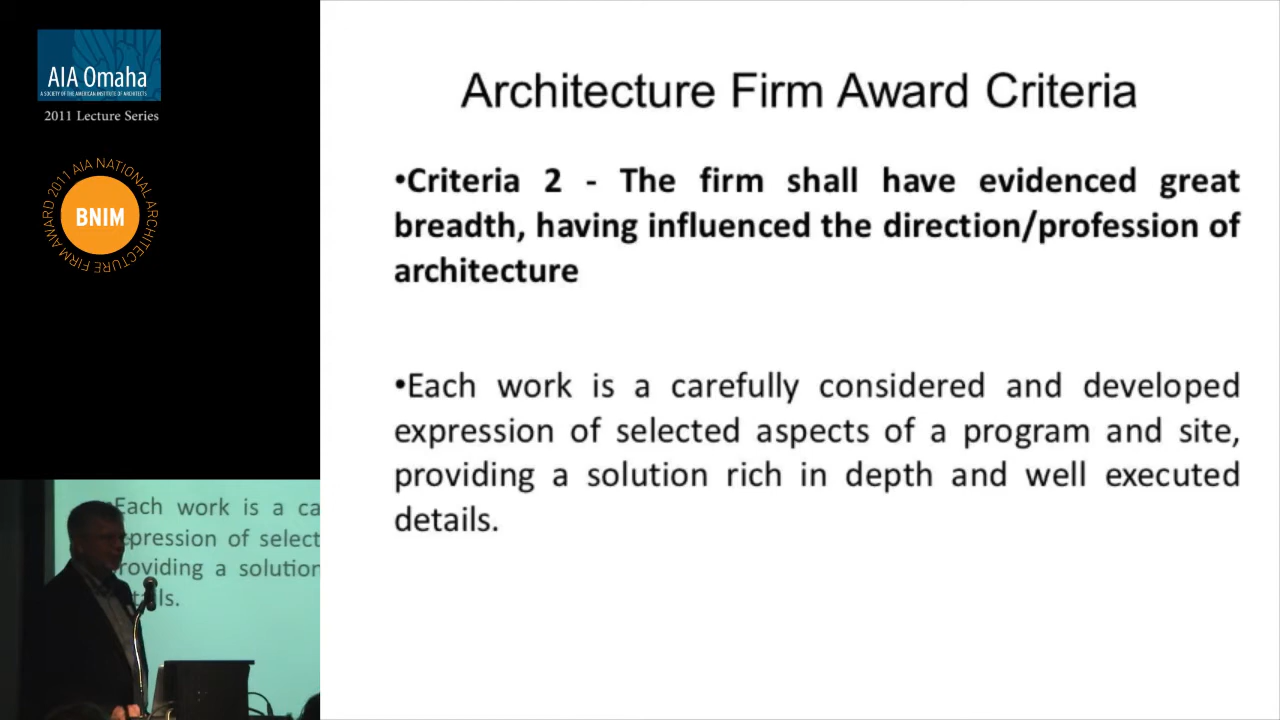 AIA Omaha
A SOCIETY OF THE AMERICAN INSTITUTE OF ARCHITECTS
2011 Lecture Series
2011 AIA NATIONAL ARCHITECTURE FIRM AWARD
BNIM
Architecture Firm Award Criteria
•Criteria 2 - The firm shall have evidenced great
breadth, having influenced the direction/profession of
architecture
•Each work is a carefully considered and developed
expression of selected aspects of a program and site,
providing a solution rich in depth and well executed
details.
Each work is a ca
pression of select
roviding a solution
ls.